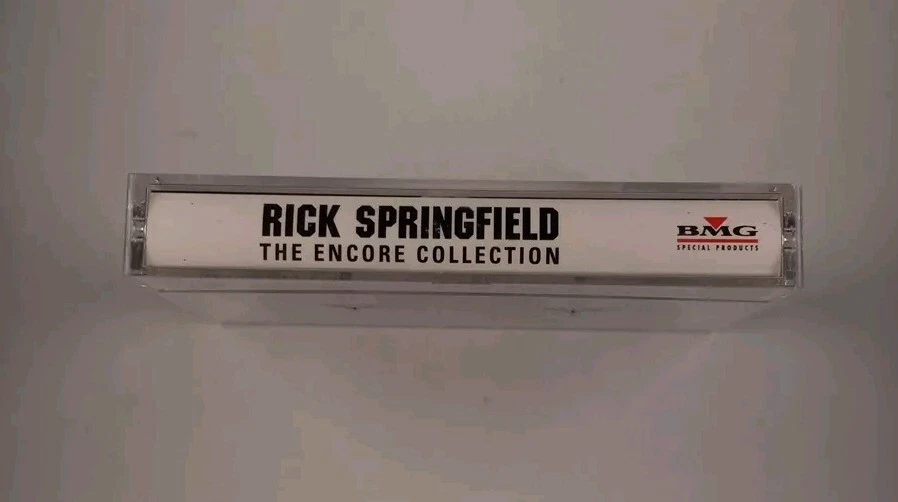 RICK SPRINGFIELD
THE ENCORE COLLECTION
BMG
SPECIAL PRODUCTS